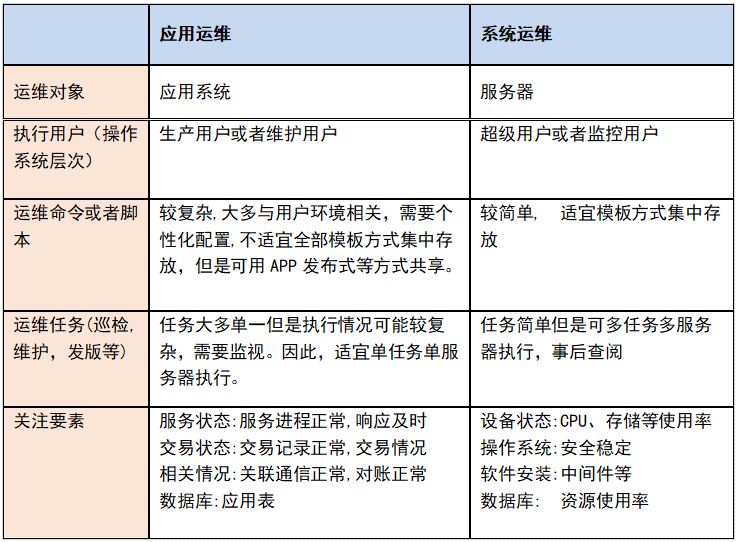 应用运维
系统运维
运维对象
应用系统
服务器
执行用户（操作
系统层次）
生产用户或者维护用户
超级用户或者监控用户
运维命令或者脚
本
较复杂,大多与用户环境相关，需要个
性化配置,不适宜全部模板方式集中存
放，但是可用 APP 发布式等方式共享。
较简单,  适宜模板方式集中存
放
运维任务(巡检,
维护，发版等)
任务大多单一但是执行情况可能较复
杂，需要监视。因此，适宜单任务单服
务器执行。
任务简单但是可多任务多服务
器执行，事后查阅
关注要素
服务状态:服务进程正常,响应及时
交易状态:交易记录正常,交易情况
相关情况:关联通信正常,对账正常
数据库:应用表
设备状态:CPU、存储等使用率
操作系统:安全稳定
软件安装:中间件等
数据库:  资源使用率